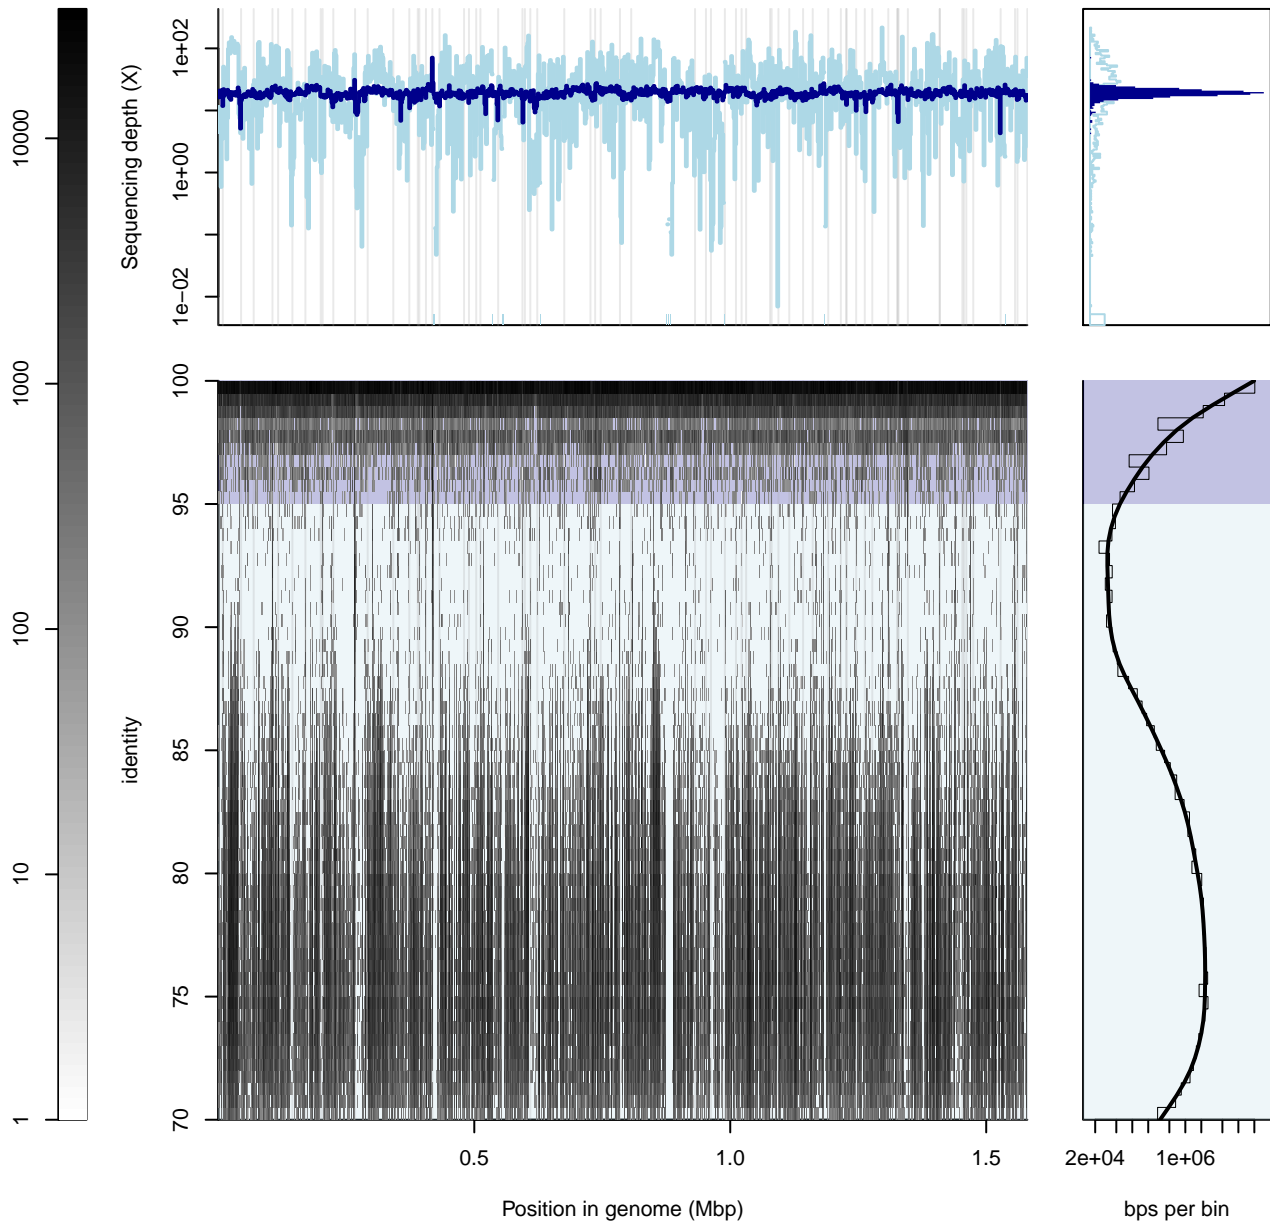 1e+02
1e+00
1e-02
Sequencing depth (X)
10000
1000
100
10
1
100
95
90
85
80
75
70
identity
0.5
1.0
1.5
Position in genome (Mbp)
2e+04
1e+06
bps per bin